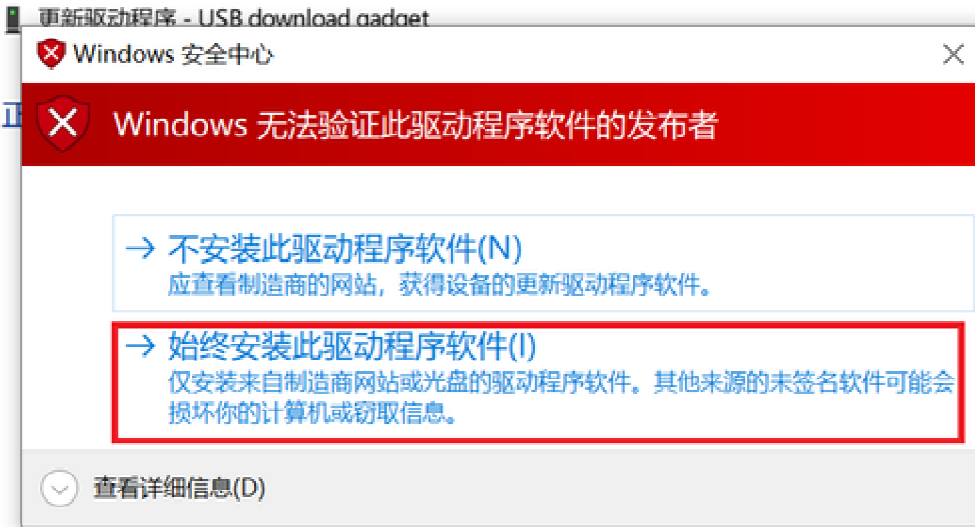 更新驱动程序 - USB download gadget
Windows 安全中心
正
Windows 无法验证此驱动程序软件的发布者
不安装此驱动程序软件(N)
应查看制造商的网站，获得设备的更新驱动程序软件。
始终安装此驱动程序软件(I)
仅安装来自制造商网站或光盘的驱动程序软件。其他来源的未签名软件可能会
损坏你的计算机或窃取信息。
查看详细信息(D)